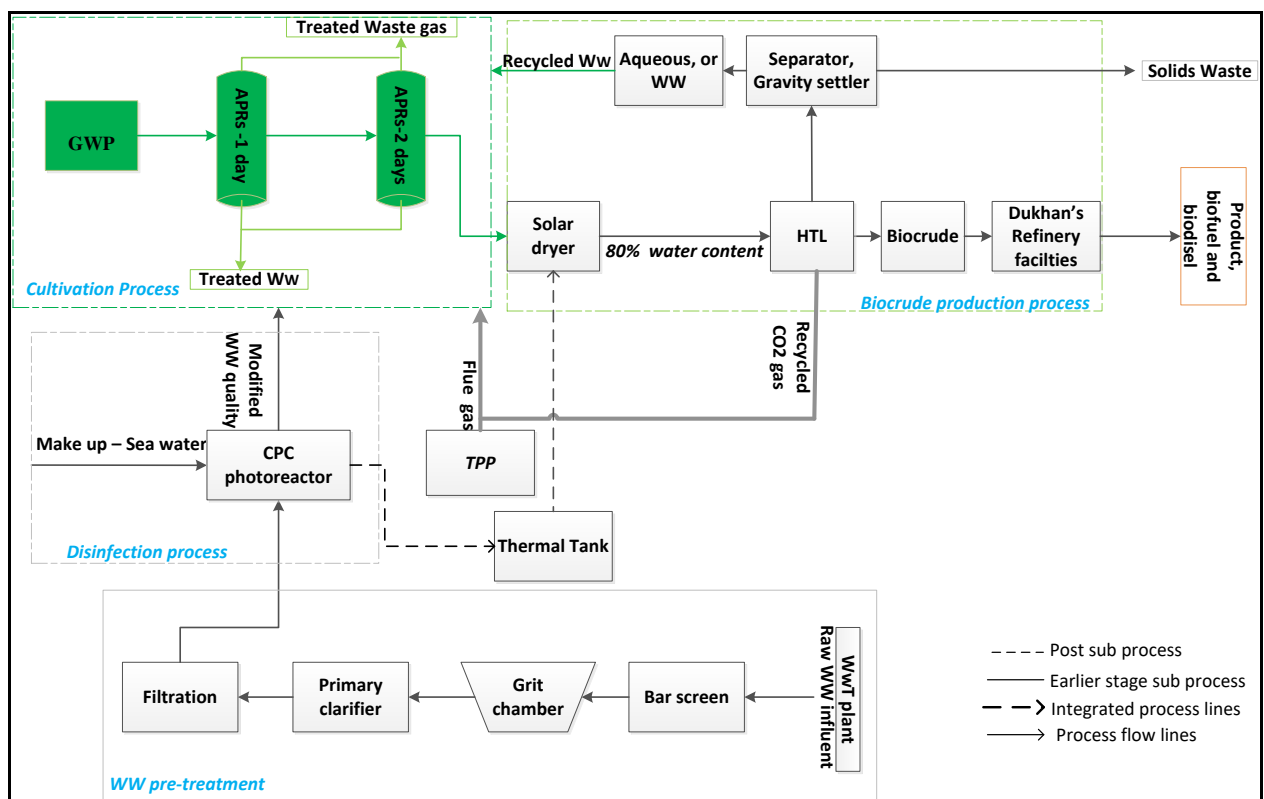 Treated Waste gas
GWP
APRs -1 day
APRs-2 days
Treated Ww
Cultivation Process
Recycled Ww
Aqueous, or
WW
Separator,
Gravity settler
Solids Waste
Solar
dryer
80% water content
HTL
Biocrude
Dukhan's
Refinery
facilties
Product,
biofuel and
biodisel
Biocrude production process
Modified
WW quality
Flue gas
Recycled
CO2 gas
Make up – Sea water
CPC
photoreactor
TPP
Disinfection process
Thermal Tank
Filtration
Primary
clarifier
Grit
chamber
Bar screen
WwT plant
Raw WW influent
WW pre-treatment
Post sub process
Earlier stage sub process
Integrated process lines
Process flow lines